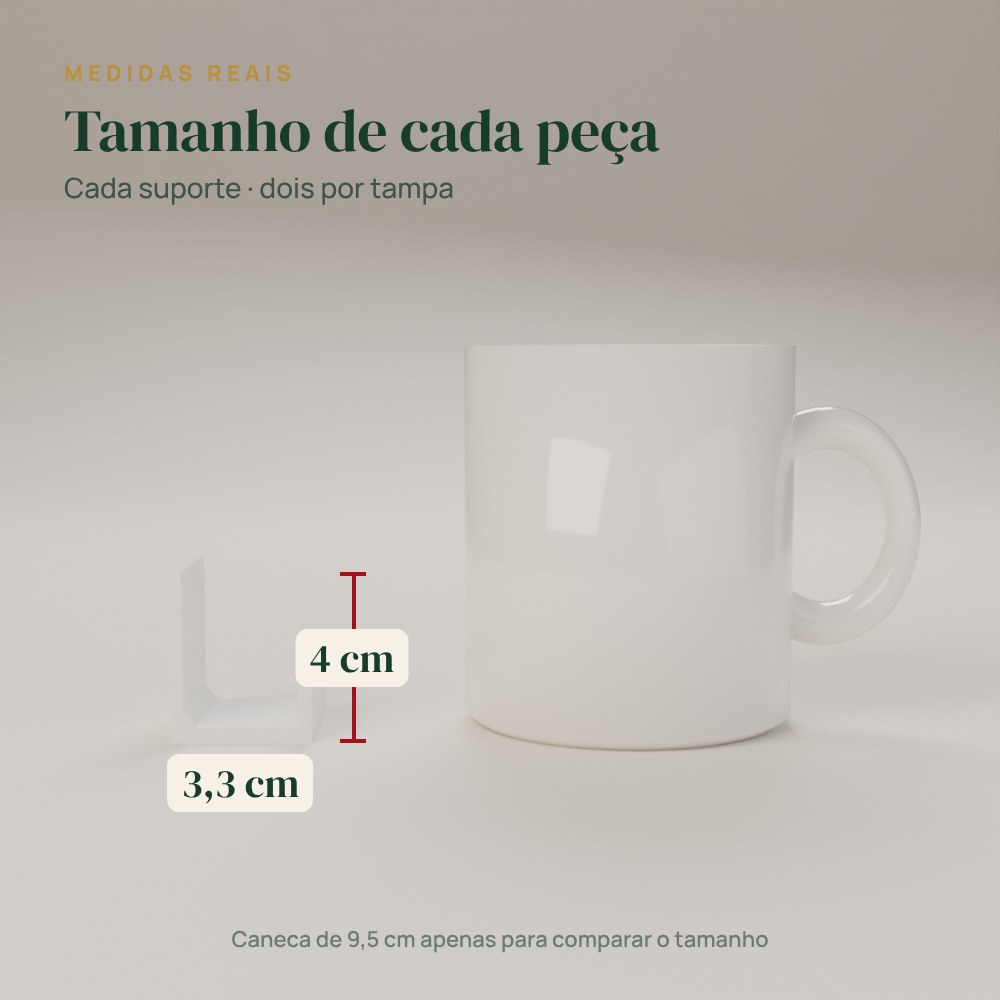 MEDIDAS REAIS
Tamanho de cada peça
Cada suporte · dois por tampa
4 cm
3,3 cm
Caneca de 9,5 cm apenas para comparar o tamanho